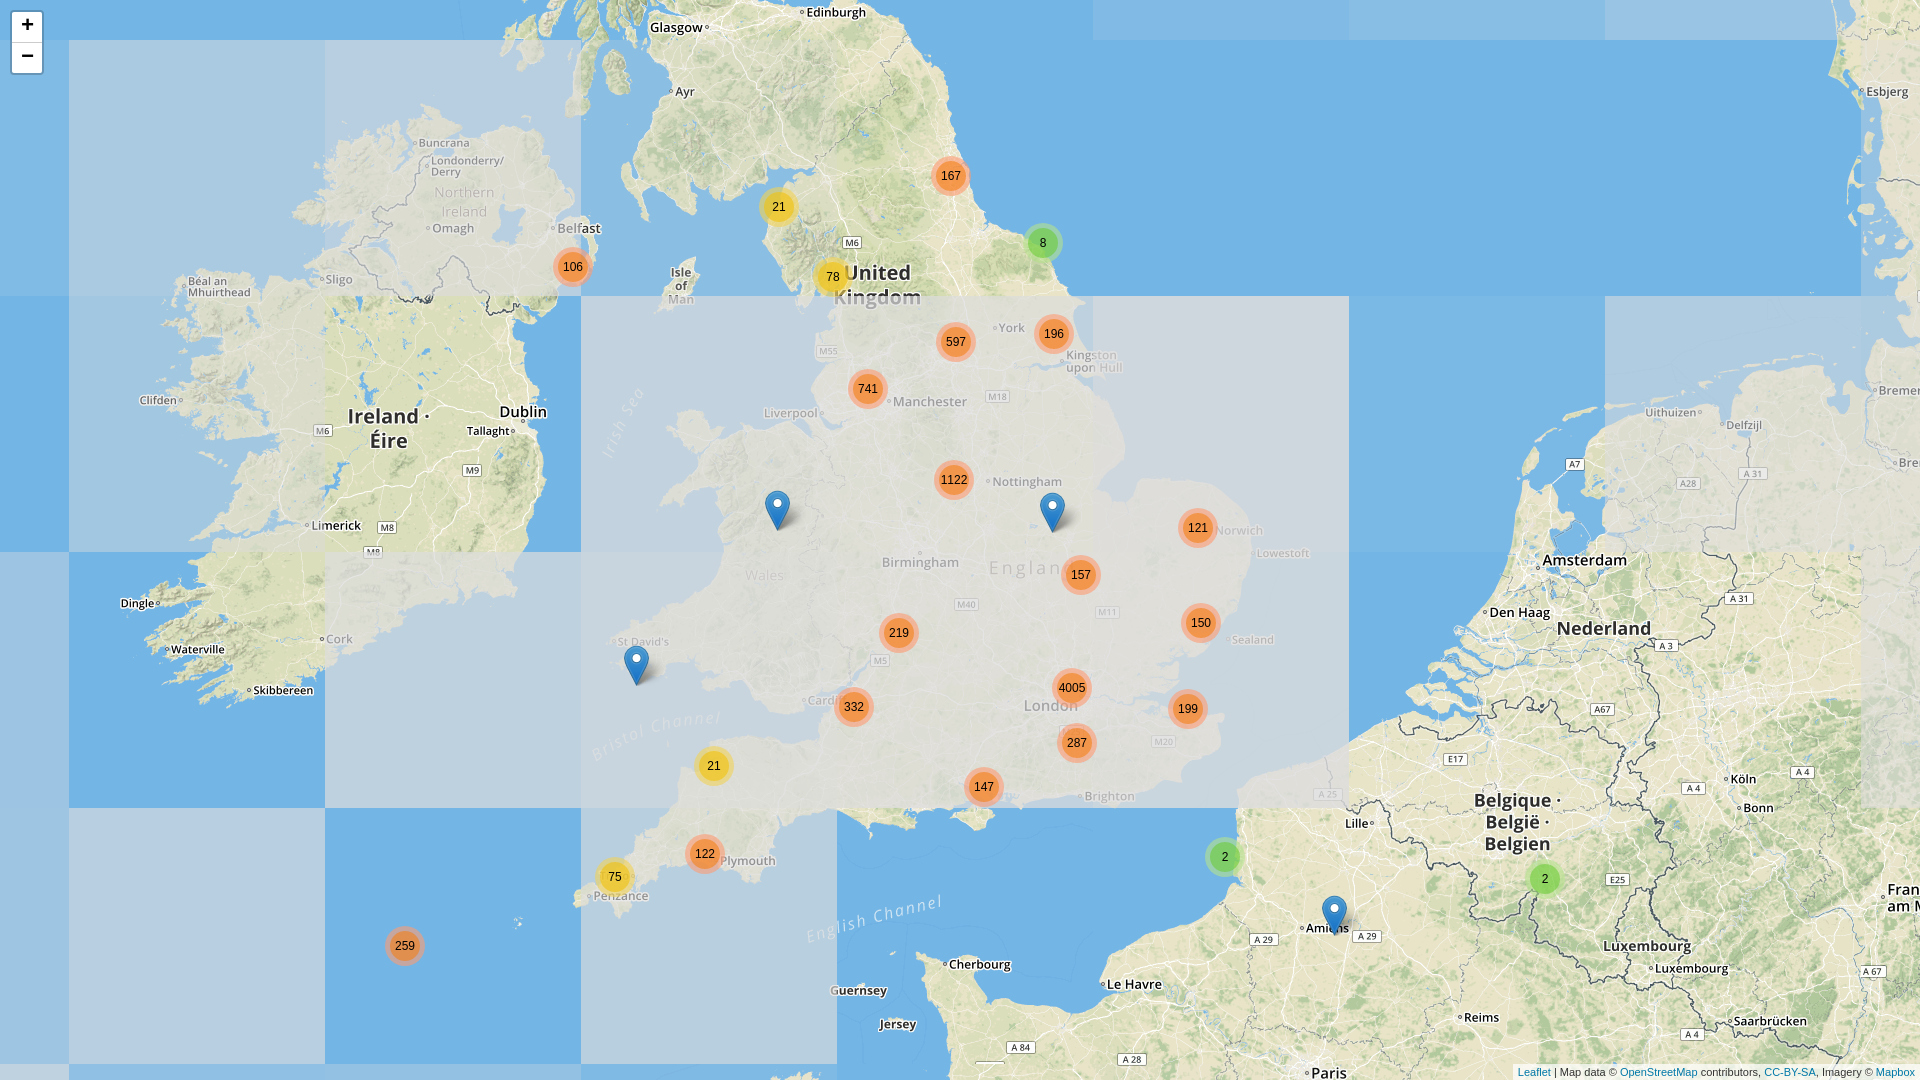 +
−
Glasgow
Edinburgh
Ayr
Esbjerg
Buncrana
Londonderry/
Derry
Northern
Ireland
Omagh
Belfast
167
21
M6
8
106
78
United
Kingdom
Isle
of
Man
Sligo
Béal an
Mhuirthead
York
196
597
M55
Kingston
upon Hull
741
M18
Manchester
Liverpool
Irish Sea
Clifden
Ireland ·
Éire
Dublin
Tallaght
M6
M9
Uithuizen
Delfzijl
A7
A 31
A28
1122
Nottingham
Limerick
M8
M8
121
Norwich
Lowestoft
Birmingham
Wales
157
Amsterdam
Dingle
M40
M11
Den Haag
A 31
Nederland
150
219
Cork
St David's
Sealand
A 3
Waterville
M5
Skibbereen
4005
London
332
199
A67
Bristol Channel
287
M20
E17
21
147
Brighton
A 25
Köln
A 4
A 4
Bonn
Belgique ·
België ·
Belgien
Lille
122
Plymouth
2
75
Penzance
2
E25
English Channel
259
Amiens
A 29
A 29
Luxembourg
Luxembourg
A 67
Cherbourg
Le Havre
Guernsey
Jersey
Reims
Saarbrücken
A 84
A 28
A 4
Paris
Leaflet | Map data © OpenStreetMap contributors, CC-BY-SA, Imagery © Mapbox